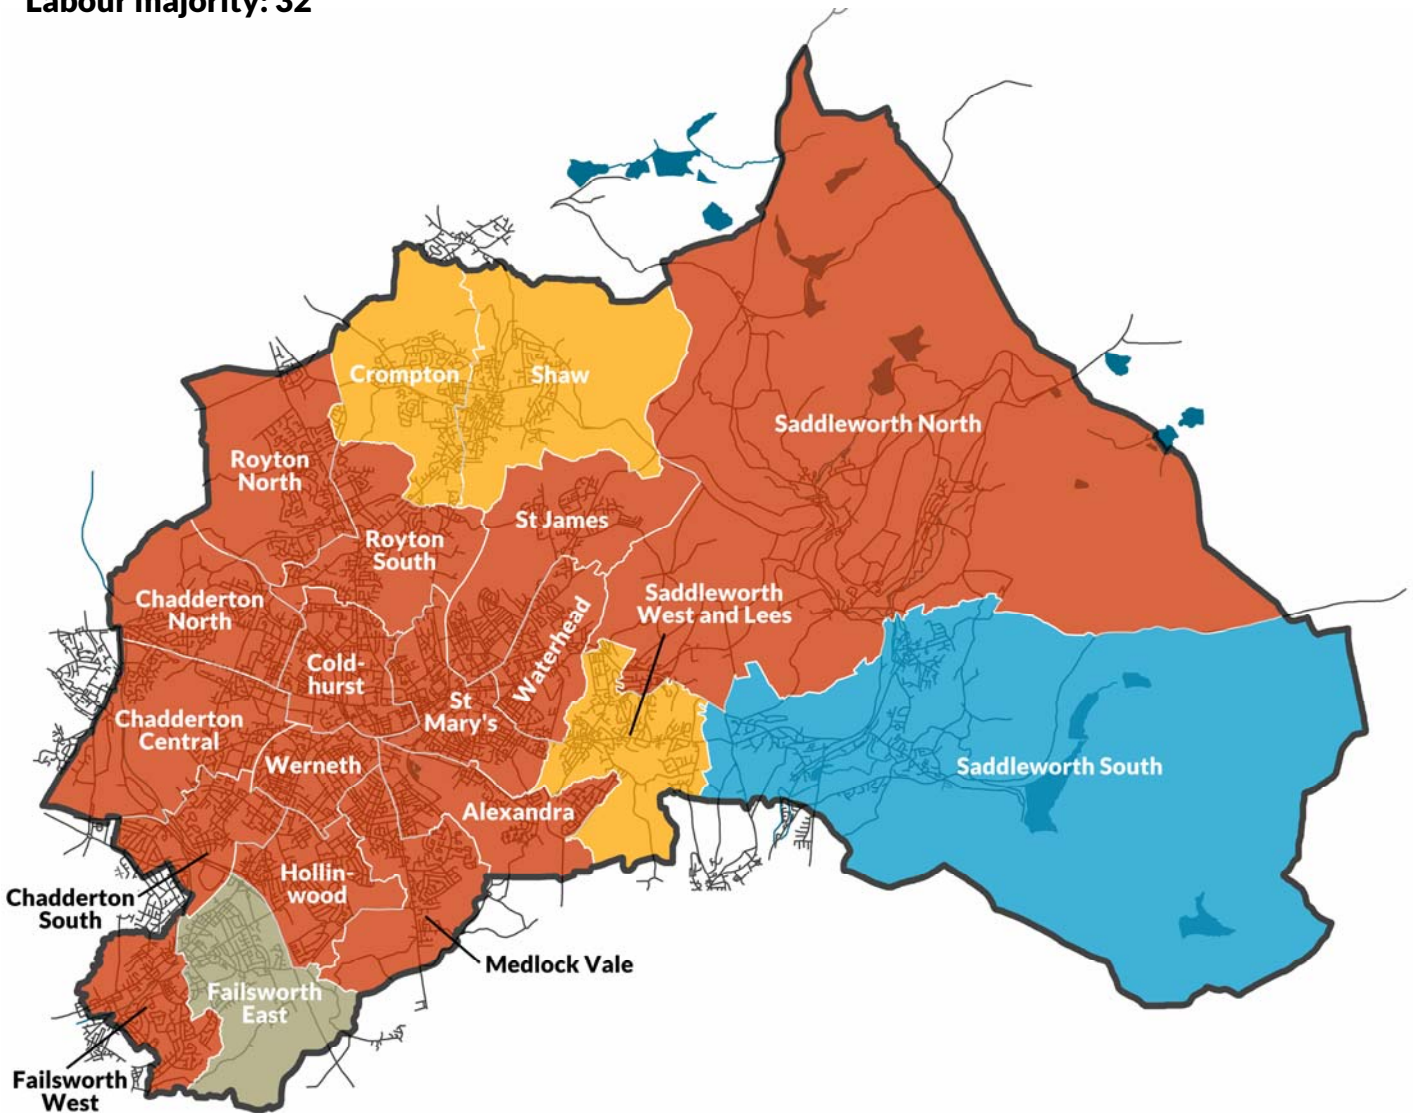 Labour majority: 32
Crompton
Shaw
Saddleworth North
Royton
North
St James
Royton
South
Saddleworth
West and Lees
Chadderton
North
Waterhead
Cold-
hurst
St
Mary's
Chadderton
Central
Werneth
Saddleworth South
Alexandra
Hollin-
wood
Chadderton
South
Medlock Vale
Failsworth
East
Failsworth
West